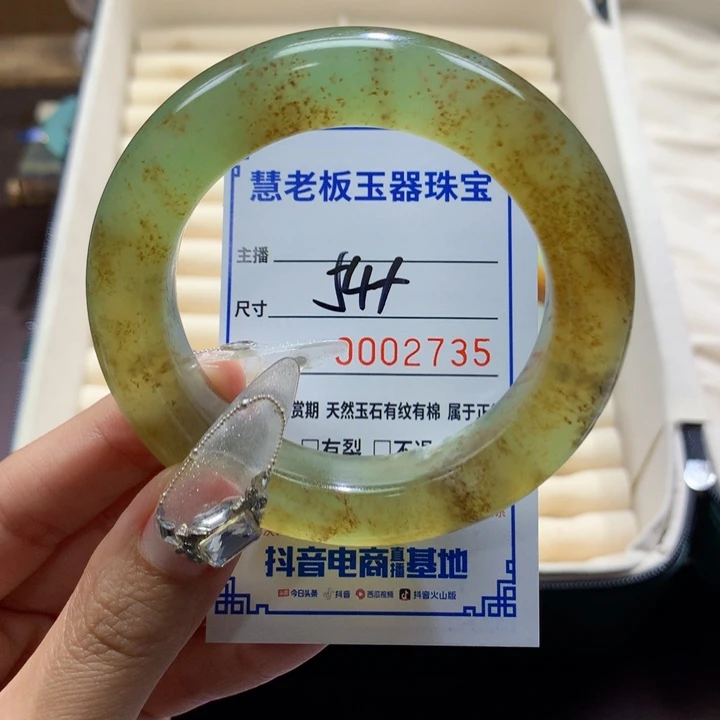 慧老板玉器珠宝
主播
54H
尺寸
0002735
赏期 天然玉石有纹有棉 属于正
□有裂 □不退
抖音电商直播基地
今日头条 抖音 西瓜视频 抖音火山版